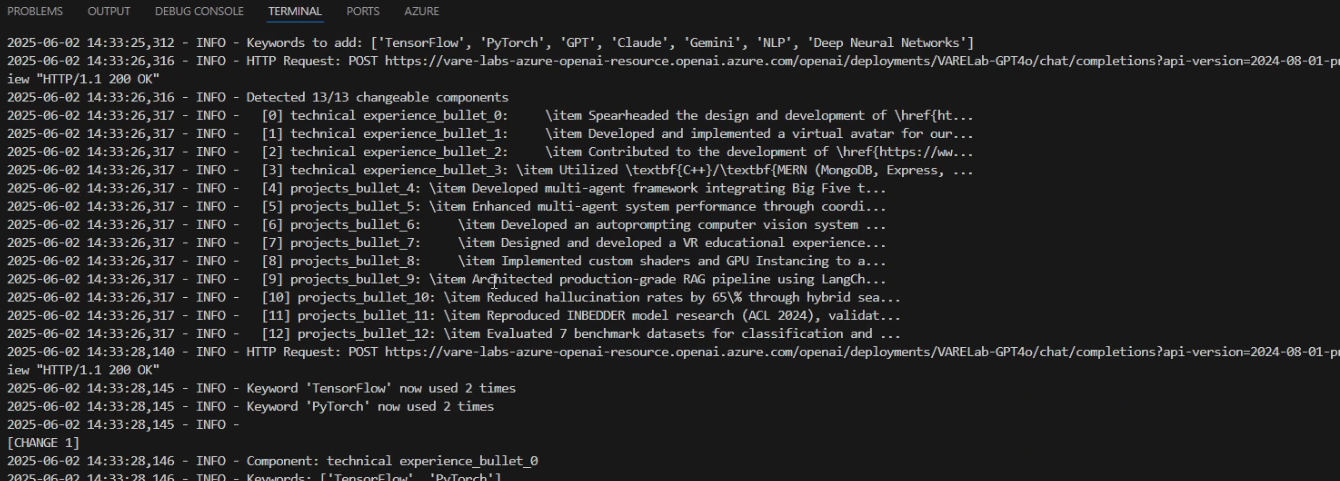 PROBLEMS OUTPUT DEBUG CONSOLE TERMINAL PORTS AZURE
2025-06-02 14:33:25,312 - INFO - Keywords to add: ['TensorFlow', 'PyTorch', 'GPT', 'Claude', 'Gemini', 'NLP', 'Deep Neural Networks']
2025-06-02 14:33:26,316 - INFO - HTTP Request: POST https://vare-labs-azure-openai-resource.openai.azure.com/openai/deployments/VARELab-GPT4o/chat/completions?api-version=2024-08-01-pr
iew "HTTP/1.1 200 OK"
2025-06-02 14:33:26,316 - INFO - Detected 13/13 changeable components
2025-06-02 14:33:26,317 - INFO -   [0] technical experience_bullet_0:     \item Spearheaded the design and development of \href{ht...
2025-06-02 14:33:26,317 - INFO -   [1] technical experience_bullet_1:     \item Developed and implemented a virtual avatar for our...
2025-06-02 14:33:26,317 - INFO -   [2] technical experience_bullet_2:     \item Contributed to the development of \href{https://ww...
2025-06-02 14:33:26,317 - INFO -   [3] technical experience_bullet_3: \item Utilized \textbf{C++}/\textbf{MERN (MongoDB, Express, ...
2025-06-02 14:33:26,317 - INFO -   [4] projects_bullet_4: \item Developed multi-agent framework integrating Big Five t...
2025-06-02 14:33:26,317 - INFO -   [5] projects_bullet_5: \item Enhanced multi-agent system performance through coordi...
2025-06-02 14:33:26,317 - INFO -   [6] projects_bullet_6:     \item Developed an autoprompting computer vision system ...
2025-06-02 14:33:26,317 - INFO -   [7] projects_bullet_7:     \item Designed and developed a VR educational experience...
2025-06-02 14:33:26,317 - INFO -   [8] projects_bullet_8:     \item Implemented custom shaders and GPU Instancing to a...
2025-06-02 14:33:26,317 - INFO -   [9] projects_bullet_9: \item Architected production-grade RAG pipeline using LangCh...
2025-06-02 14:33:26,317 - INFO -   [10] projects_bullet_10: \item Reduced hallucination rates by 65\% through hybrid sea...
2025-06-02 14:33:26,317 - INFO -   [11] projects_bullet_11: \item Reproduced INBEDDER model research (ACL 2024), validat...
2025-06-02 14:33:26,317 - INFO -   [12] projects_bullet_12: \item Evaluated 7 benchmark datasets for classification and ...
2025-06-02 14:33:28,140 - INFO - HTTP Request: POST https://vare-labs-azure-openai-resource.openai.azure.com/openai/deployments/VARELab-GPT4o/chat/completions?api-version=2024-08-01-pr
iew "HTTP/1.1 200 OK"
2025-06-02 14:33:28,145 - INFO - Keyword 'TensorFlow' now used 2 times
2025-06-02 14:33:28,145 - INFO - Keyword 'PyTorch' now used 2 times
2025-06-02 14:33:28,145 - INFO -
[CHANGE 1]
2025-06-02 14:33:28,146 - INFO - Component: technical experience_bullet_0
2025-06-02 14:33:28,146 - INFO - Keywords: ['TensorFlow', 'PyTorch']